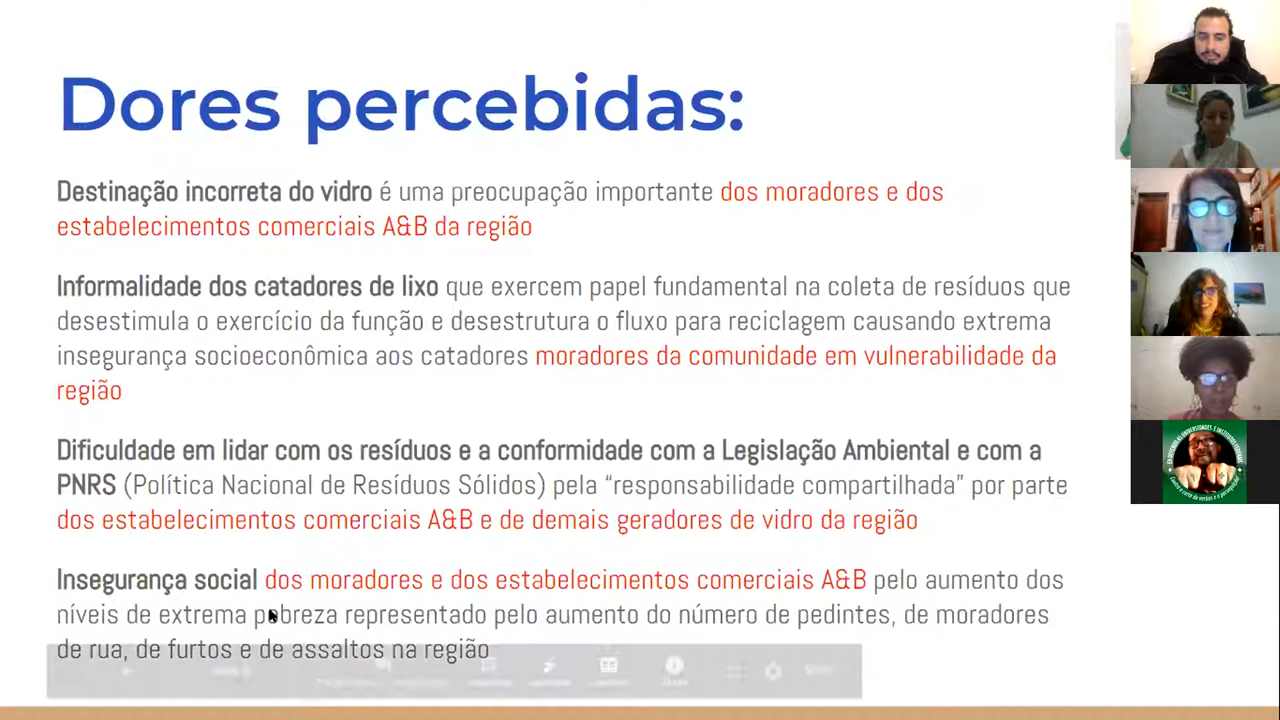 Dores percebidas:
Destinação incorreta do vidro é uma preocupação importante dos moradores e dos
estabelecimentos comerciais A&B da região
Informalidade dos catadores de lixo que exercem papel fundamental na coleta de resíduos que
desestimula o exercício da função e desestrutura o fluxo para reciclagem causando extrema
insegurança socioeconômica aos catadores moradores da comunidade em vulnerabilidade da
região
Dificuldade em lidar com os resíduos e a conformidade com a Legislação Ambiental e com a
PNRS (Política Nacional de Resíduos Sólidos) pela “responsabilidade compartilhada” por parte
dos estabelecimentos comerciais A&B e de demais geradores de vidro da região
Insegurança social dos moradores e dos estabelecimentos comerciais A&B pelo aumento dos
níveis de extrema pobreza representado pelo aumento do número de pedintes, de moradores
de rua, de furtos e de assaltos na região